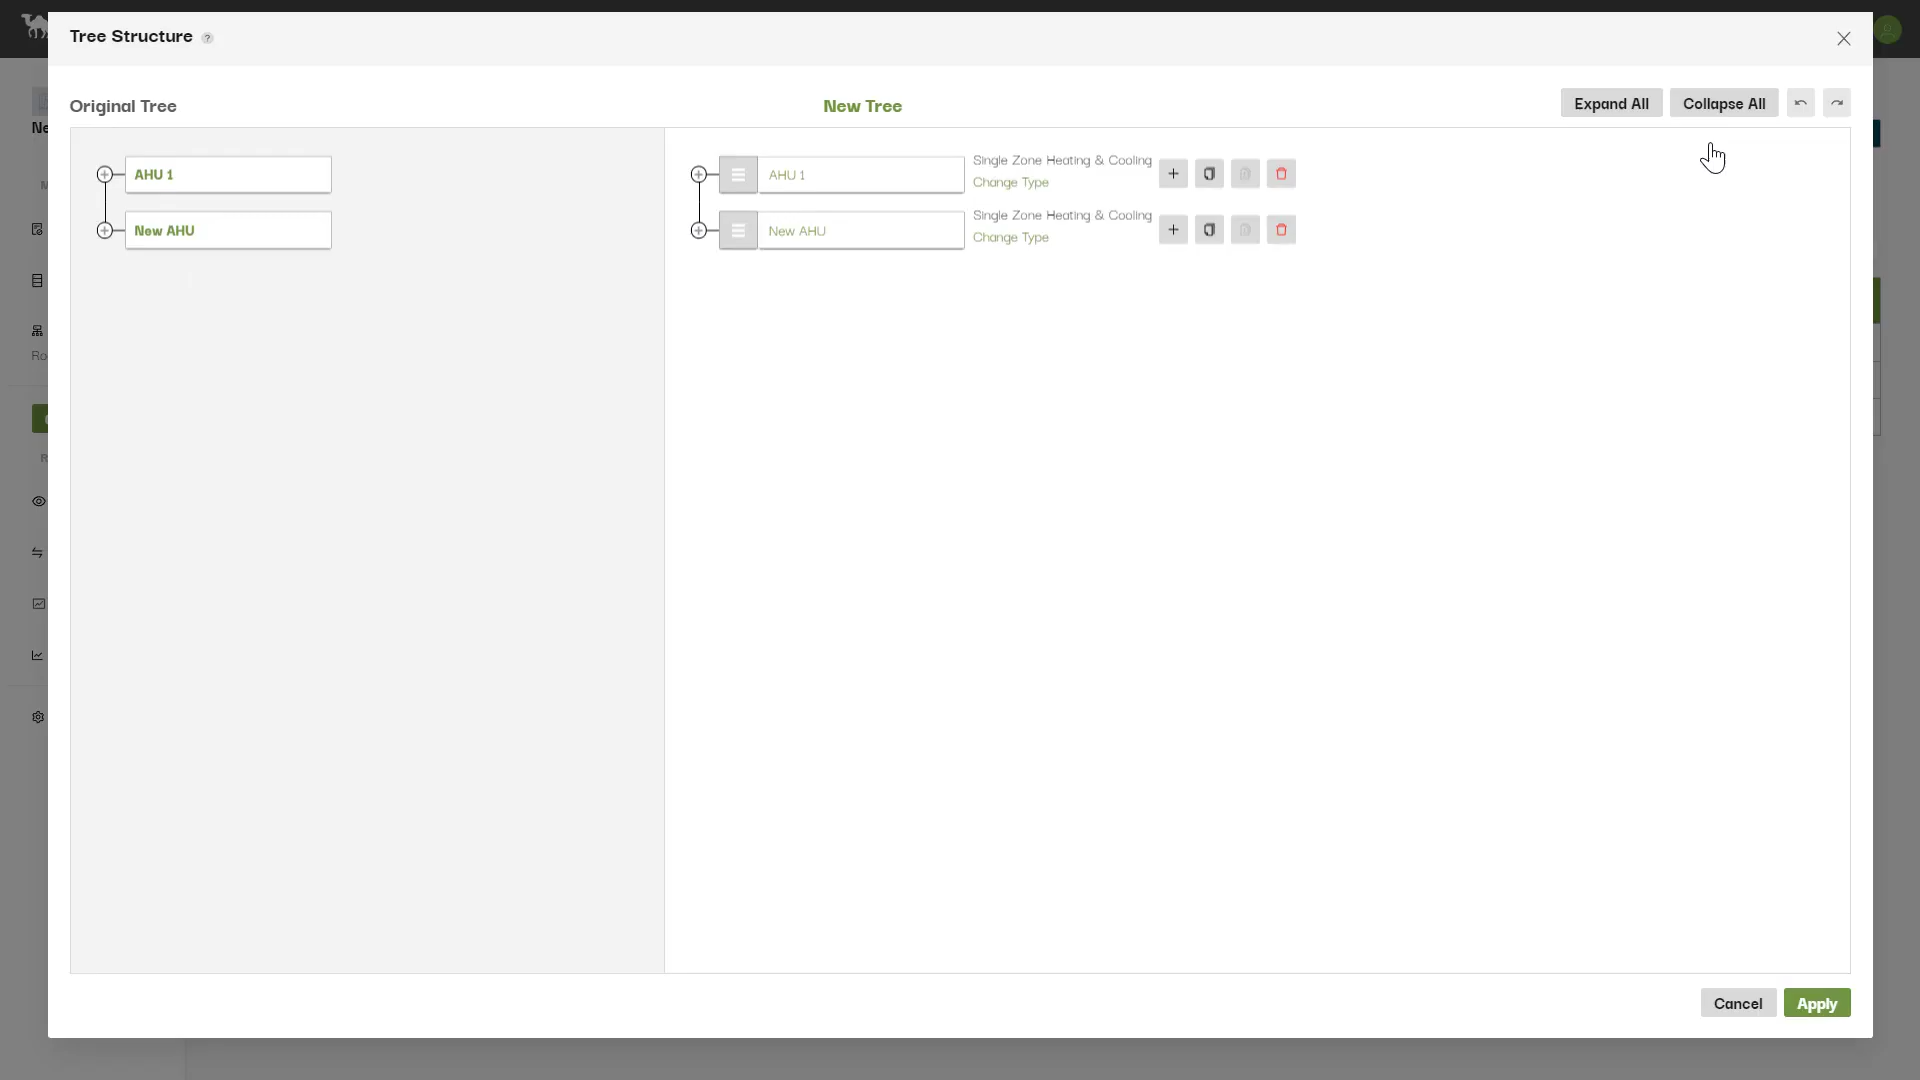 Tree Structure ?
Original Tree
New Tree
Expand All
Collapse All
AHU 1
New AHU
AHU 1
Single Zone Heating & Cooling
Change Type
New AHU
Single Zone Heating & Cooling
Change Type
Cancel
Apply